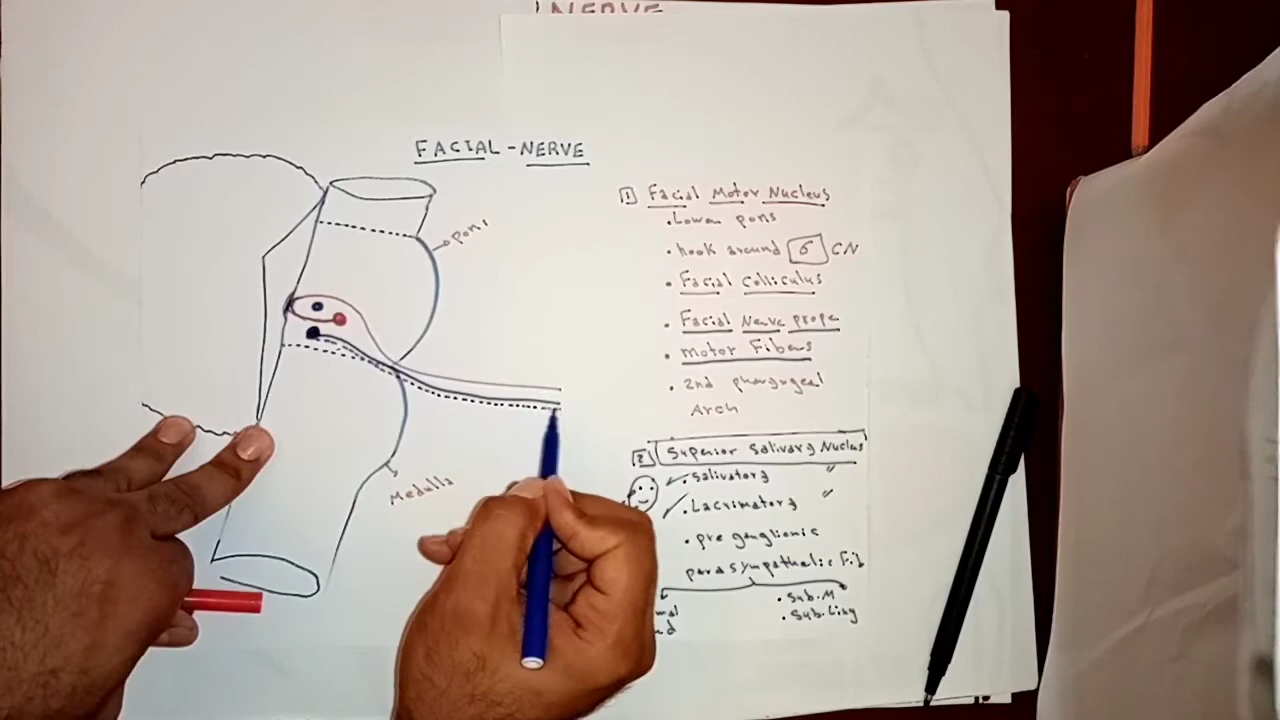 NERVE
FACIAL - NERVE
pons
Medulla
1 Facial Motor Nucleus
• Lower pons
• hook around 6 CN
• Facial Colliculus
• Facial Nerve prope
• Motor Fibers
• 2nd pharyngeal
Arch
2 Superior Salivary Nucleus
• Salivatory "
• Lacrimatory "
• pre ganglionic
parasympathetic Fib
• Sub.M
• Sub.Ling